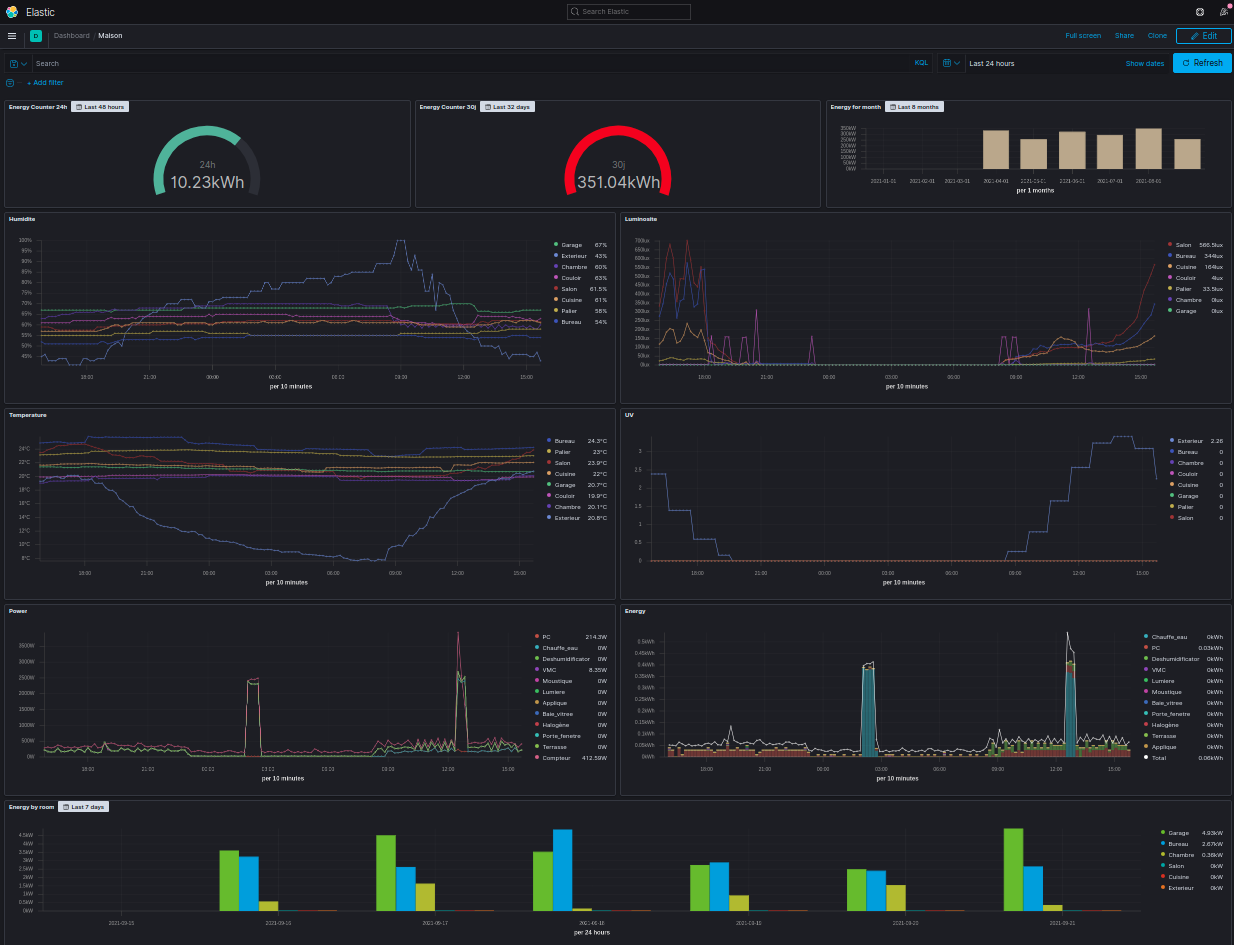 Elastic
Search Elastic
D
Dashboard / Maison
Full screen
Share
Clone
Edit
Search
KQL
Last 24 hours
Show dates
Refresh
+ Add filter
Energy Counter 24h
Last 48 hours
24h
10.23kWh
Energy Counter 30j
Last 32 days
30j
351.04kWh
Energy for month
Last 8 months
350kW
300kW
250kW
200kW
150kW
100kW
50kW
0kW
2021-01-01 2021-02-01 2021-03-01 2021-04-01 2021-05-01 2021-06-01 2021-07-01 2021-08-01
per 1 months
Humidite
100%
95%
90%
85%
80%
75%
70%
65%
60%
55%
50%
45%
18:00 21:00 00:00 03:00 06:00 09:00 12:00 15:00
per 10 minutes
Garage 67%
Exterieur 43%
Chambre 60%
Couloir 63%
Salon 61.5%
Cuisine 61%
Palier 58%
Bureau 54%
Luminosite
700lux
650lux
600lux
550lux
500lux
450lux
400lux
350lux
300lux
250lux
200lux
150lux
100lux
50lux
0lux
18:00 21:00 00:00 03:00 06:00 09:00 12:00 15:00
per 10 minutes
Salon 566.5lux
Bureau 344lux
Cuisine 164lux
Couloir 4lux
Palier 33.5lux
Chambre 0lux
Garage 0lux
Temperature
24°C
22°C
20°C
18°C
16°C
14°C
12°C
10°C
8°C
18:00 21:00 00:00 03:00 06:00 09:00 12:00 15:00
per 10 minutes
Bureau 24.3°C
Palier 23°C
Salon 23.9°C
Cuisine 22°C
Garage 20.7°C
Couloir 19.9°C
Chambre 20.1°C
Exterieur 20.8°C
UV
3
2.5
2
1.5
1
0.5
0
18:00 21:00 00:00 03:00 06:00 09:00 12:00 15:00
per 10 minutes
Exterieur 2.26
Bureau 0
Chambre 0
Couloir 0
Cuisine 0
Garage 0
Palier 0
Salon 0
Power
3500W
3000W
2500W
2000W
1500W
1000W
500W
0W
18:00 21:00 00:00 03:00 06:00 09:00 12:00 15:00
per 10 minutes
PC 214.3W
Chauffe_eau 0W
Deshumidificator 0W
VMC 8.35W
Moustique 0W
Lumiere 0W
Applique 0W
Baie_vitree 0W
Halogène 0W
Porte_fenetre 0W
Terrasse 0W
Compteur 412.59W
Energy
0.5kWh
0.45kWh
0.4kWh
0.35kWh
0.3kWh
0.25kWh
0.2kWh
0.15kWh
0.1kWh
0.05kWh
0kWh
18:00 21:00 00:00 03:00 06:00 09:00 12:00 15:00
per 10 minutes
Chauffe_eau 0kWh
PC 0.03kWh
Deshumidificator 0kWh
VMC 0kWh
Lumiere 0kWh
Moustique 0kWh
Baie_vitree 0kWh
Porte_fenetre 0kWh
Halogène 0kWh
Terrasse 0kWh
Applique 0kWh
Total 0.06kWh
Energy by room
Last 7 days
4.5kW
4kW
3.5kW
3kW
2.5kW
2kW
1.5kW
1kW
0.5kW
0kW
2021-09-15 2021-09-16 2021-09-17 2021-09-18 2021-09-19 2021-09-20 2021-09-21
per 24 hours
Garage 4.93kW
Bureau 2.67kW
Chambre 0.36kW
Salon 0kW
Cuisine 0kW
Exterieur 0kW